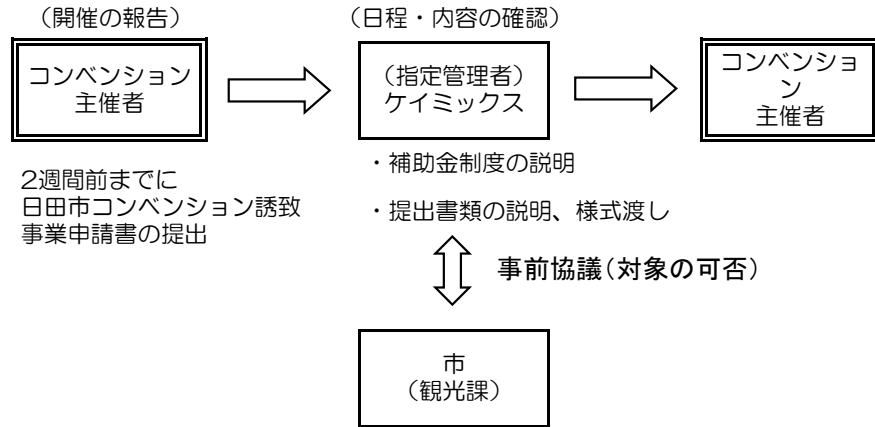 （開催の報告）
（日程・内容の確認）
コンベンション
主催者
（指定管理者）
ケイミックス
コンベンショ
ン
主催者
2週間前までに
日田市コンベンション誘致
事業申請書の提出
・補助金制度の説明
・提出書類の説明、様式渡し
事前協議（対象の可否）
市
（観光課）